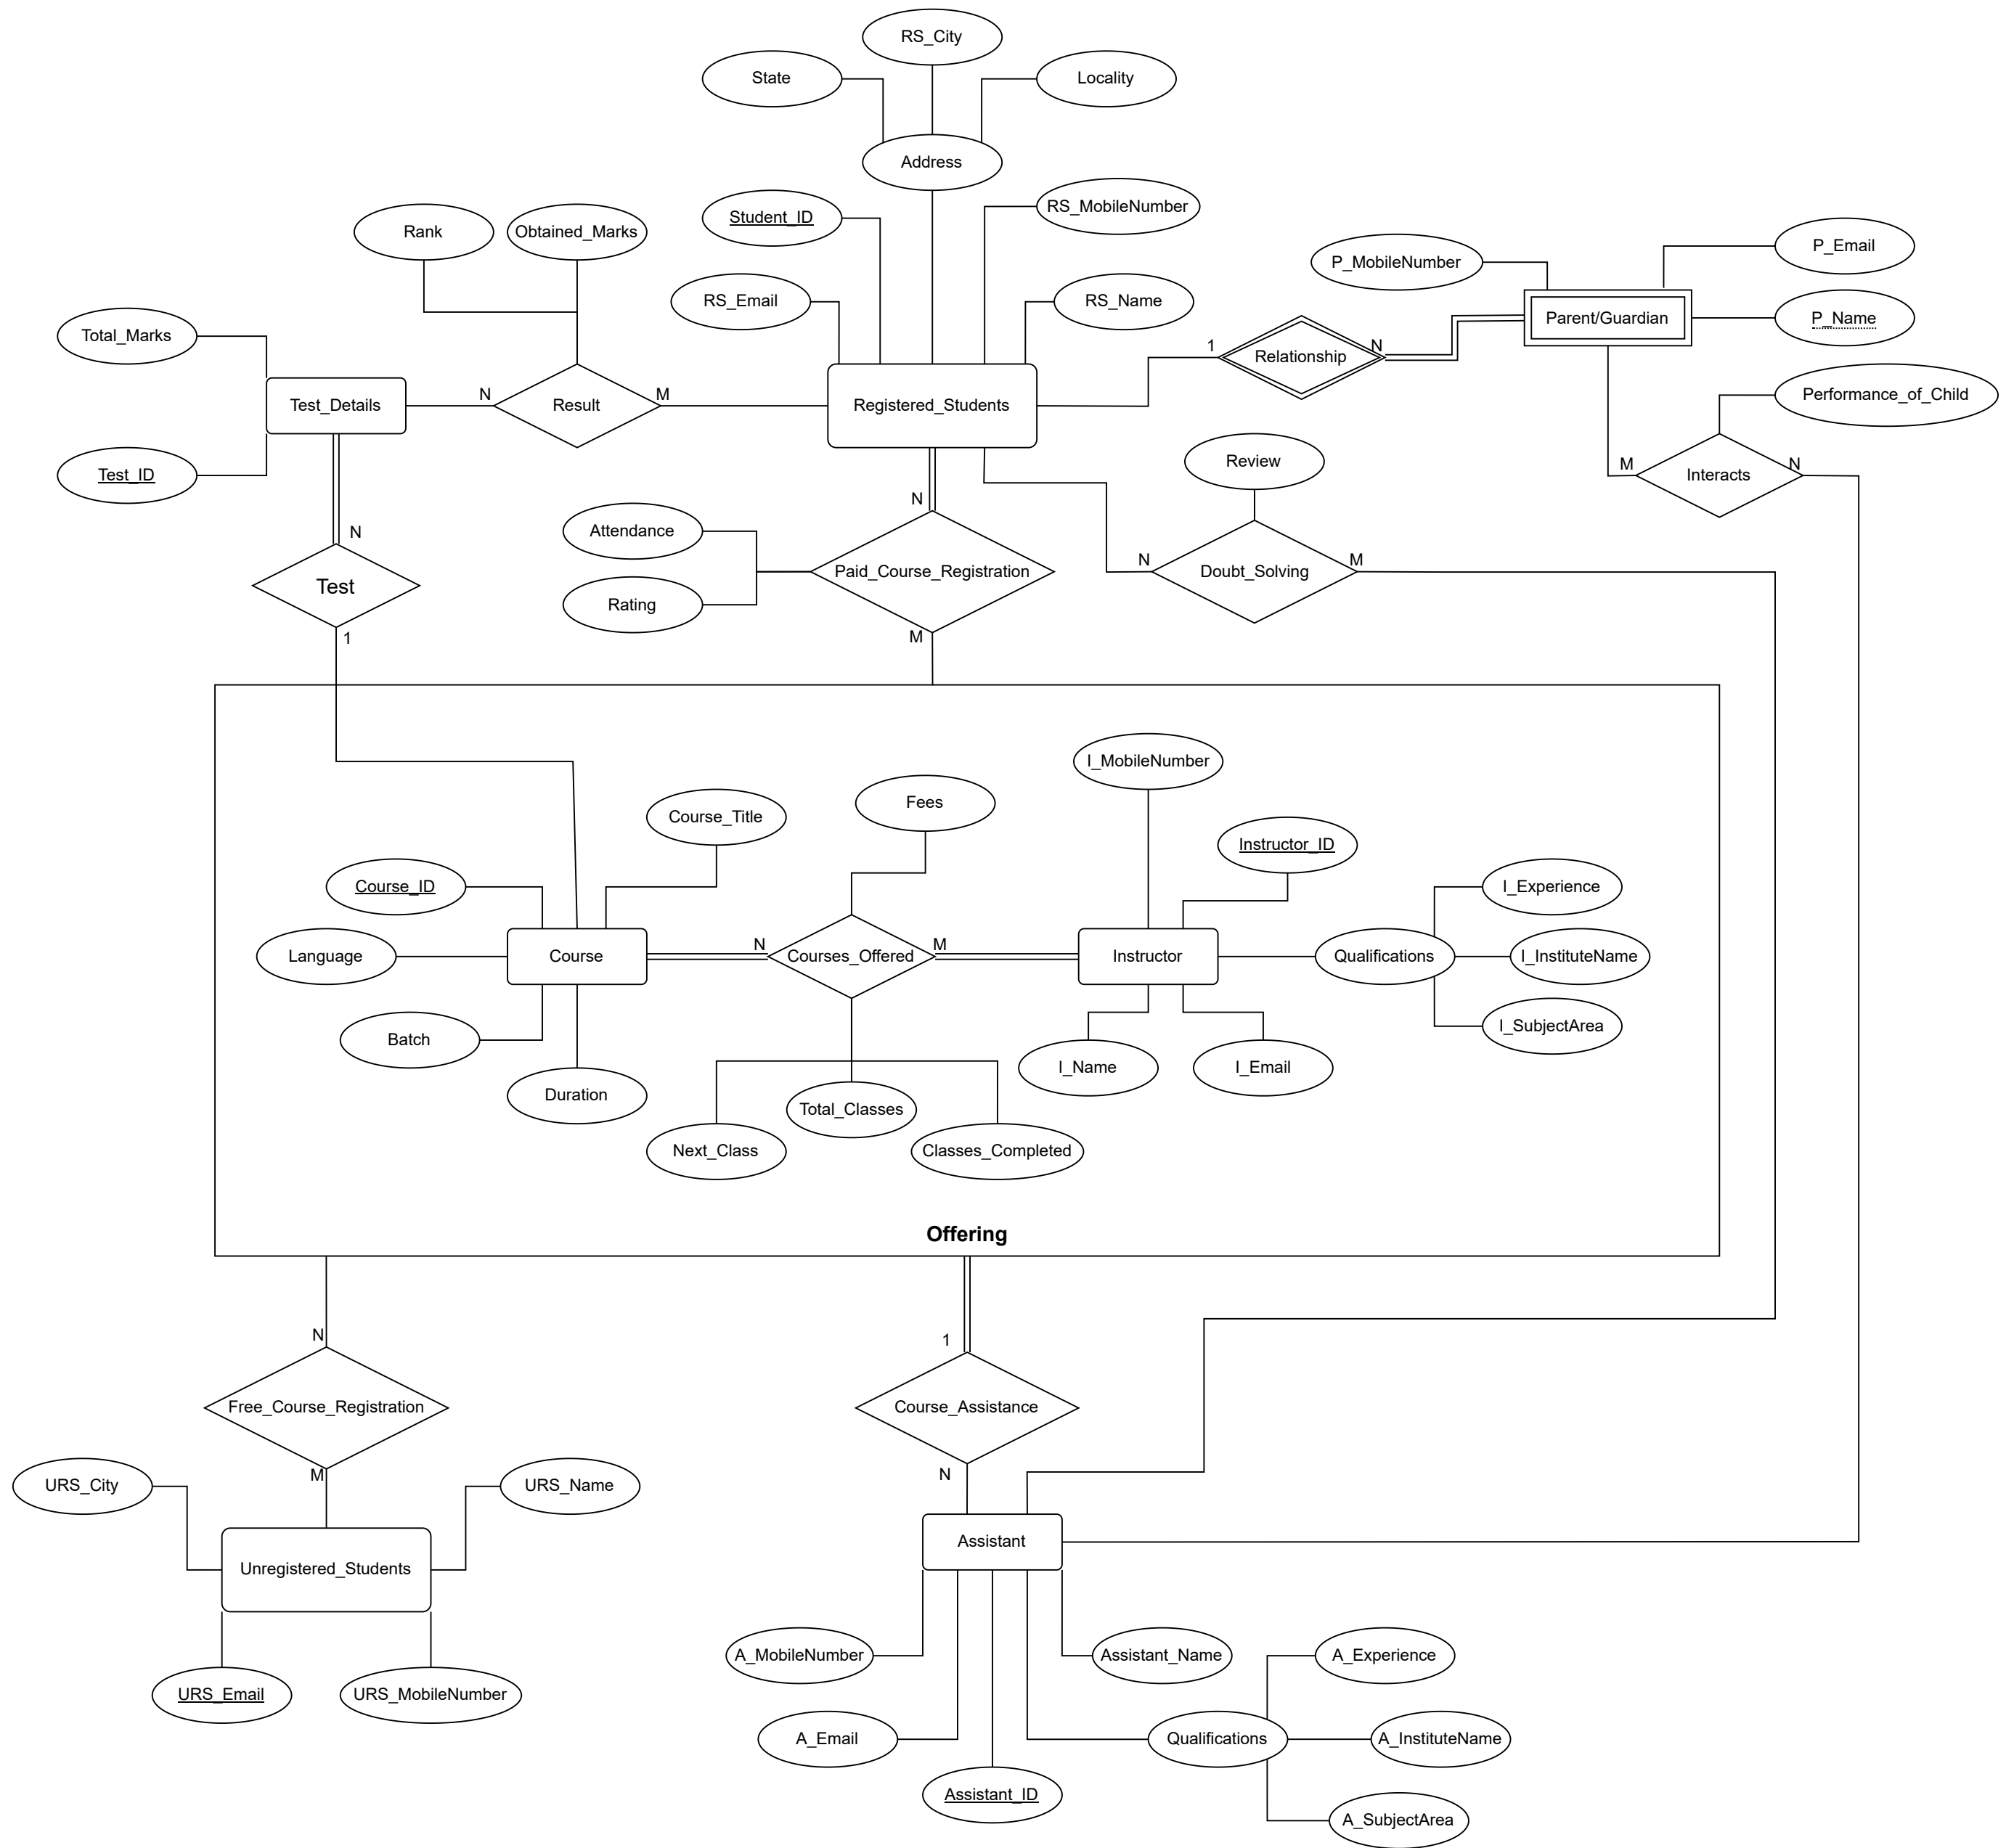 RS_City
State
Locality
Address
RS_MobileNumber
Student_ID
Rank
Obtained_Marks
P_Email
P_MobileNumber
RS_Email
RS_Name
Parent/Guardian
P_Name
Total_Marks
1
Relationship
N
Performance_of_Child
Test_Details
N
Result
M
Registered_Students
Review
M
Interacts
N
Test_ID
N
Attendance
N
N
M
Test
Paid_Course_Registration
Doubt_Solving
Rating
1
M
I_MobileNumber
Course_Title
Fees
Instructor_ID
Course_ID
I_Experience
N
M
Language
Course
Courses_Offered
Instructor
Qualifications
I_InstituteName
I_SubjectArea
Batch
I_Name
I_Email
Duration
Total_Classes
Next_Class
Classes_Completed
Offering
N
1
Free_Course_Registration
Course_Assistance
M
N
URS_City
URS_Name
Assistant
Unregistered_Students
A_MobileNumber
Assistant_Name
A_Experience
URS_Email
URS_MobileNumber
A_Email
Qualifications
A_InstituteName
Assistant_ID
A_SubjectArea